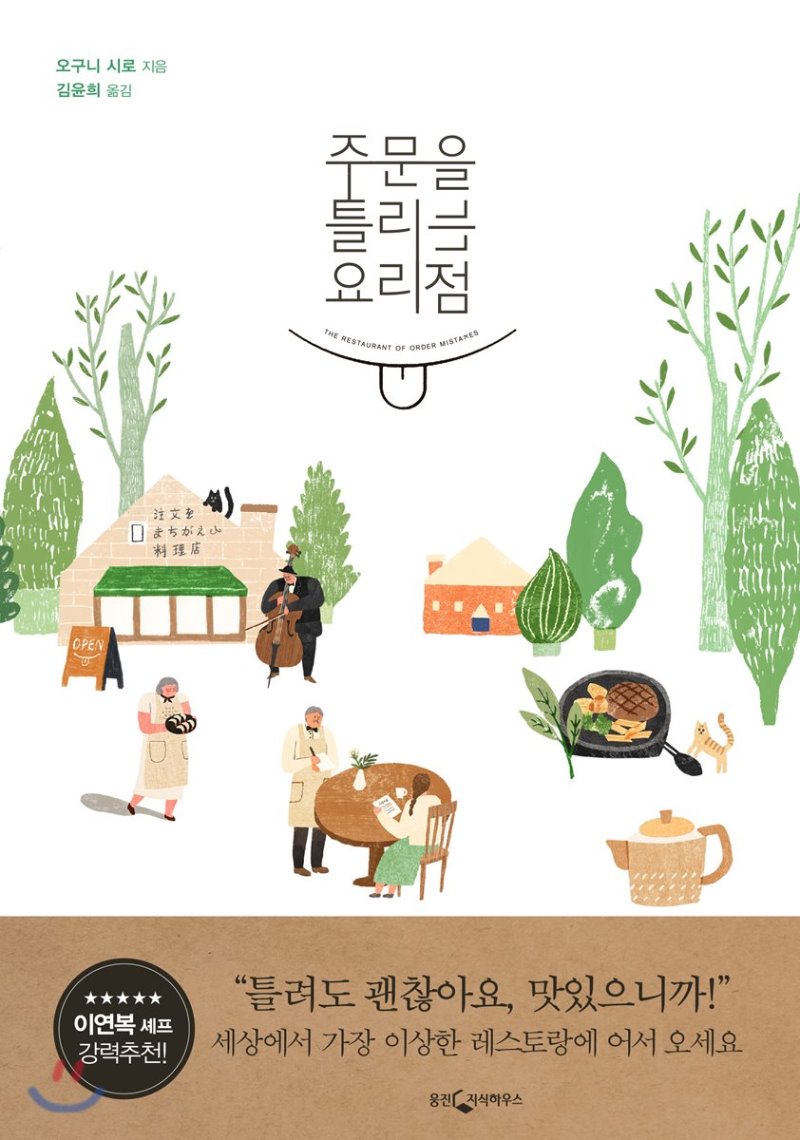 오구니 시로 지음
김윤희 옮김
주문을
틀리는
요리점
THE RESTAURANT OF ORDER MISTAKES
注文を
まちがえる
料理店
OPEN
★★★★★
이연복 셰프
강력추천!
“틀려도 괜찮아요, 맛있으니까!”
세상에서 가장 이상한 레스토랑에 어서 오세요
웅진 지식하우스